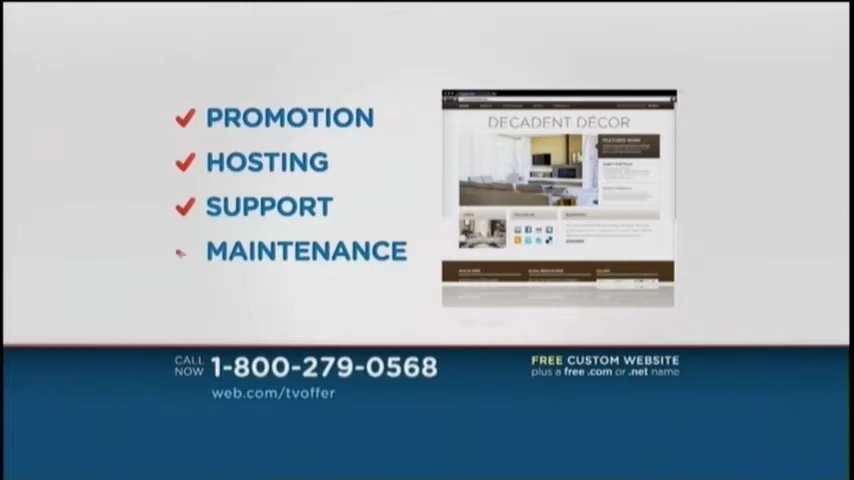 PROMOTION
HOSTING
SUPPORT
MAINTENANCE
DECADENT DÉCOR
CALL NOW 1-800-279-0568
web.com/tvoffer
FREE CUSTOM WEBSITE
plus a free .com or .net name